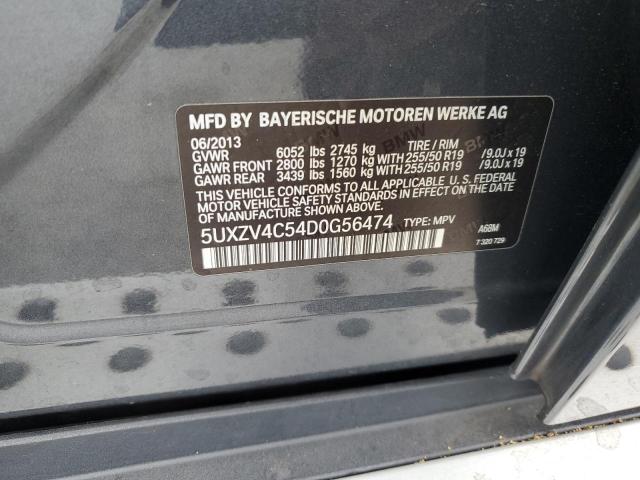 MFD BY BAYERISCHE MOTOREN WERKE AG
06/2013
GVWR 6052 lbs 2745 kg TIRE / RIM
GAWR FRONT 2800 lbs 1270 kg WITH 255/50 R19 /9.0J x 19
GAWR REAR 3439 lbs 1560 kg WITH 255/50 R19 /9.0J x 19
THIS VEHICLE CONFORMS TO ALL APPLICABLE U.S. FEDERAL
MOTOR VEHICLE SAFETY STANDARDS IN EFFECT ON THE
DATE OF MANUFACTURE SHOWN ABOVE.
5UXZV4C54D0G56474 TYPE: MPV A68M
7 320 729